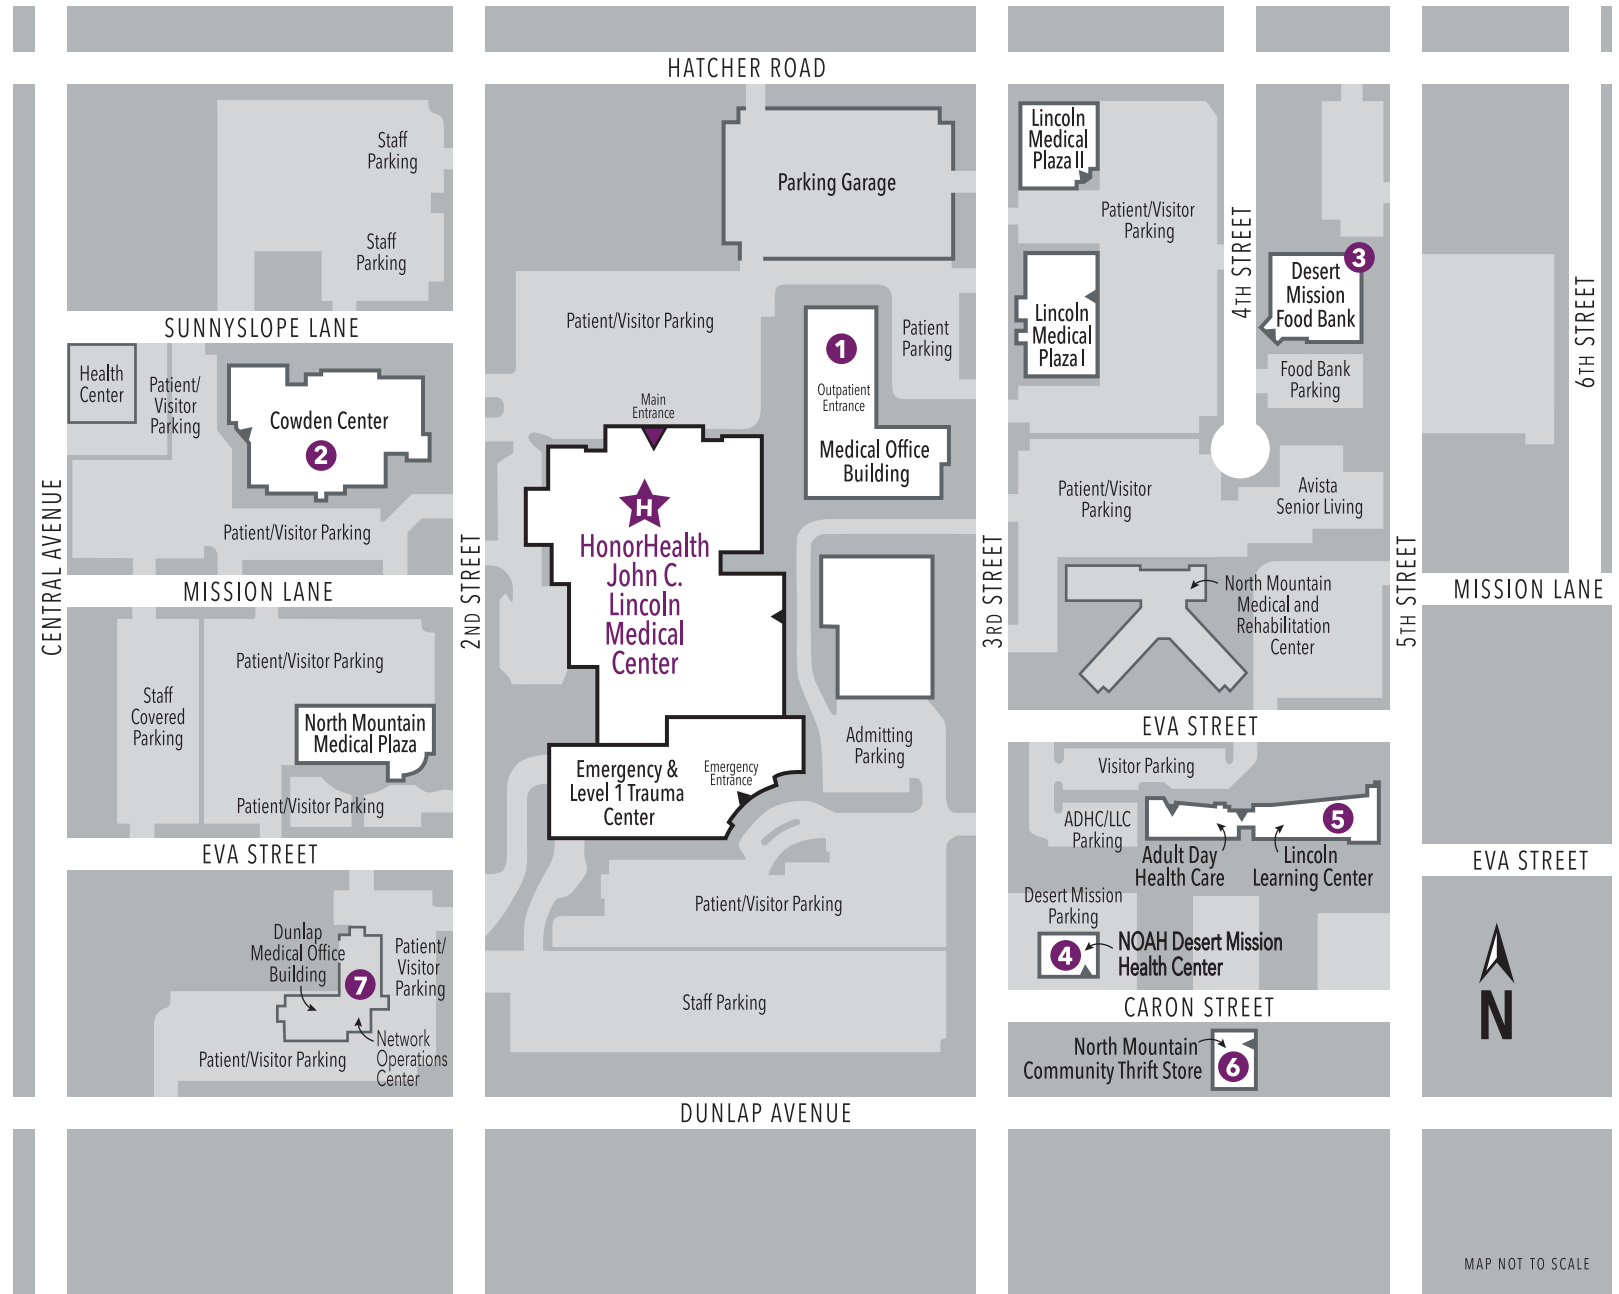 HATCHER ROAD
Staff
Parking
Staff
Parking
SUNNYSLOPE LANE
Health
Center
Patient/
Visitor
Parking
Cowden Center
2
Patient/Visitor Parking
CENTRAL AVENUE
MISSION LANE
Patient/Visitor Parking
Staff
Covered
Parking
North Mountain
Medical Plaza
Patient/Visitor Parking
EVA STREET
Dunlap
Medical Office
Building
7
Patient/
Visitor
Parking
Network
Operations
Center
Patient/Visitor Parking
2ND STREET
Parking Garage
Patient/Visitor Parking
1
Outpatient
Entrance
Medical Office
Building
Patient
Parking
Main
Entrance
H
HonorHealth
John C.
Lincoln
Medical
Center
Emergency &
Level 1 Trauma
Center
Emergency
Entrance
Admitting
Parking
Patient/Visitor Parking
Staff Parking
DUNLAP AVENUE
3RD STREET
Lincoln
Medical
Plaza II
Patient/Visitor
Parking
Lincoln
Medical
Plaza I
4TH STREET
3
Desert
Mission
Food Bank
Food Bank
Parking
Patient/Visitor
Parking
Avista
Senior Living
North Mountain
Medical and
Rehabilitation
Center
5TH STREET
6TH STREET
MISSION LANE
EVA STREET
Visitor Parking
ADHC/LLC
Parking
5
Adult Day
Health Care
Lincoln
Learning Center
EVA STREET
Desert Mission
Parking
4
NOAH Desert Mission
Health Center
CARON STREET
North Mountain
Community Thrift Store
6
N
MAP NOT TO SCALE